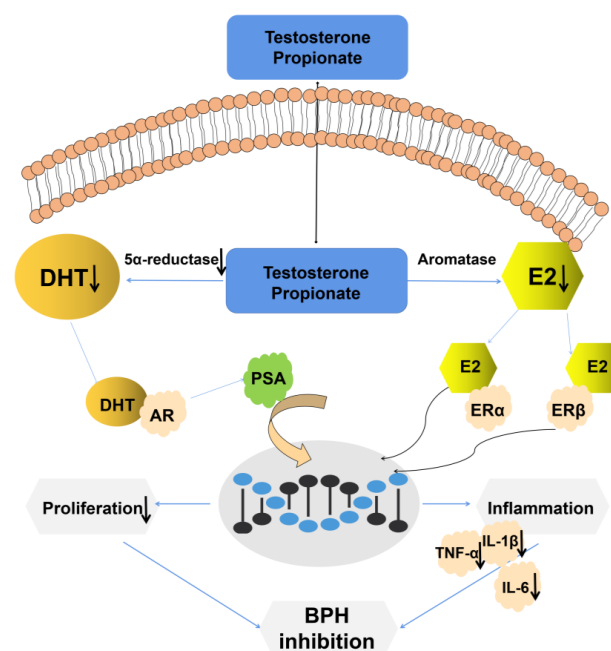 Testosterone
Propionate
5α-reductase
Aromatase
DHT
Testosterone
Propionate
E2
E2
E2
DHT
AR
PSA
ERα
ERβ
Proliferation
Inflammation
TNF-α
IL-1β
IL-6
BPH
inhibition